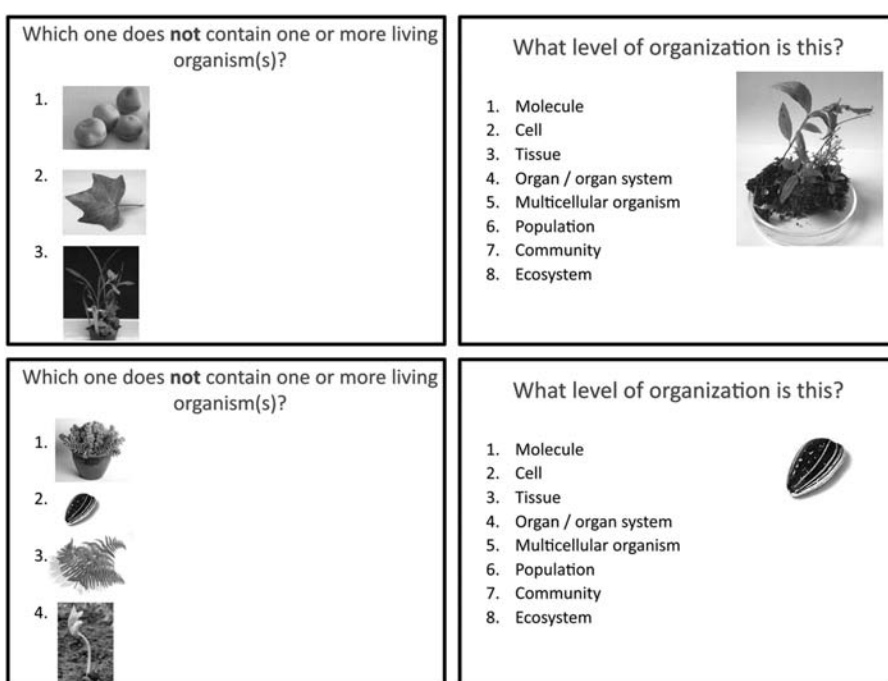 Which one does not contain one or more living
organism(s)?
1.
2.
3.
What level of organization is this?
1. Molecule
2. Cell
3. Tissue
4. Organ / organ system
5. Multicellular organism
6. Population
7. Community
8. Ecosystem
Which one does not contain one or more living
organism(s)?
1.
2.
3.
4.
What level of organization is this?
1. Molecule
2. Cell
3. Tissue
4. Organ / organ system
5. Multicellular organism
6. Population
7. Community
8. Ecosystem